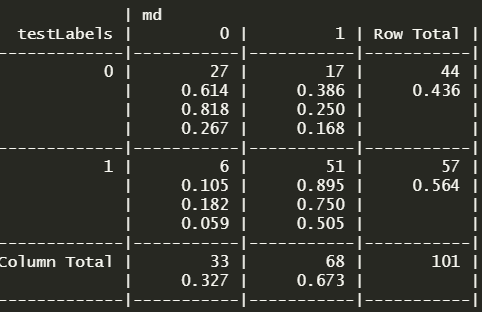 | md
  testLabels |         0 |         1 | Row Total |
-------------|-----------|-----------|-----------|
           0 |        27 |        17 |        44 |
             |     0.614 |     0.386 |     0.436 |
             |     0.818 |     0.250 |           |
             |     0.267 |     0.168 |           |
-------------|-----------|-----------|-----------|
           1 |         6 |        51 |        57 |
             |     0.105 |     0.895 |     0.564 |
             |     0.182 |     0.750 |           |
             |     0.059 |     0.505 |           |
-------------|-----------|-----------|-----------|
Column Total |        33 |        68 |       101 |
             |     0.327 |     0.673 |           |
-------------|-----------|-----------|-----------|